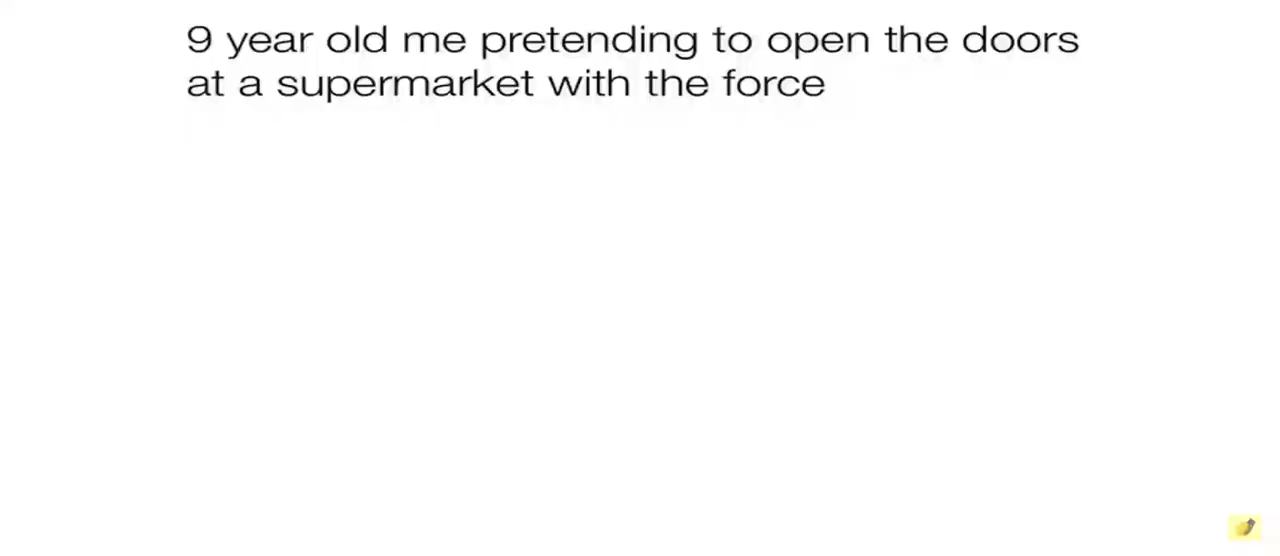 9 year old me pretending to open the doors
at a supermarket with the force